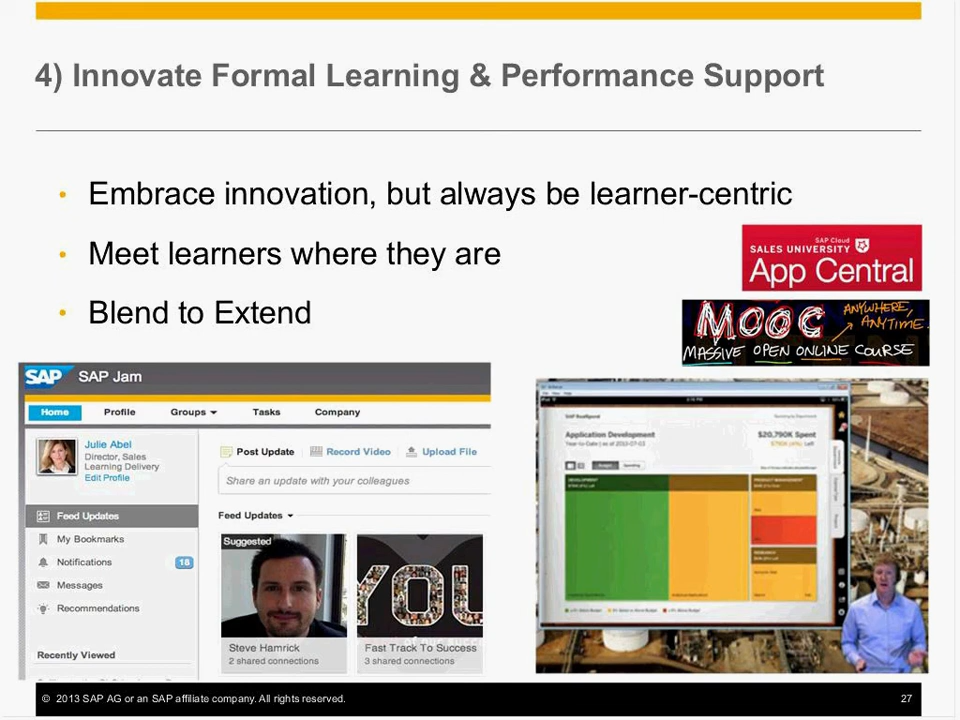 4) Innovate Formal Learning & Performance Support
• Embrace innovation, but always be learner-centric
• Meet learners where they are
• Blend to Extend
SAP Cloud
SALES UNIVERSITY
App Central
MOOC ANYWHERE, ANYTIME.
MASSIVE OPEN ONLINE COURSE
SAP SAP Jam
Home Profile Groups Tasks Company
Julie Abel
Director, Sales
Learning Delivery
Edit Profile
Post Update Record Video Upload File
Share an update with your colleagues
Feed Updates
My Bookmarks
Notifications 18
Messages
Recommendations
Recently Viewed
Feed Updates
Suggested
Steve Hamrick
2 shared connections
YOU
Fast Track To Success
3 shared connections
Application Development
$20,790K Spent
© 2013 SAP AG or an SAP affiliate company. All rights reserved.
27